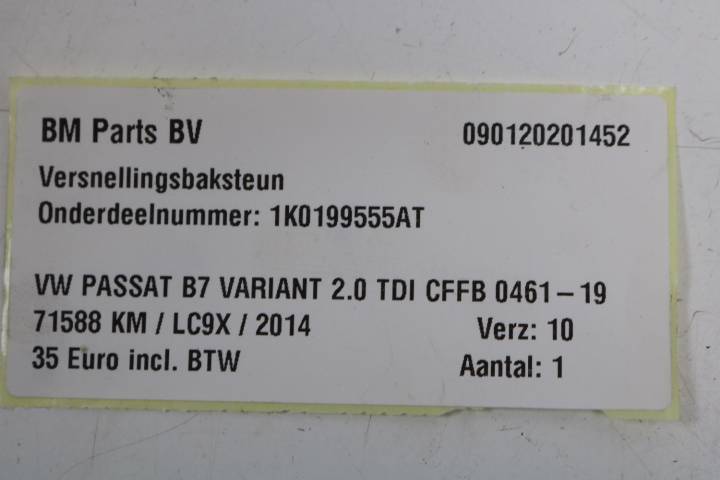 BM Parts BV 090120201452
Versnellingsbaksteun
Onderdeelnummer: 1K0199555AT
VW PASSAT B7 VARIANT 2.0 TDI CFFB 0461-19
71588 KM / LC9X / 2014 Verz: 10
35 Euro incl. BTW Aantal: 1